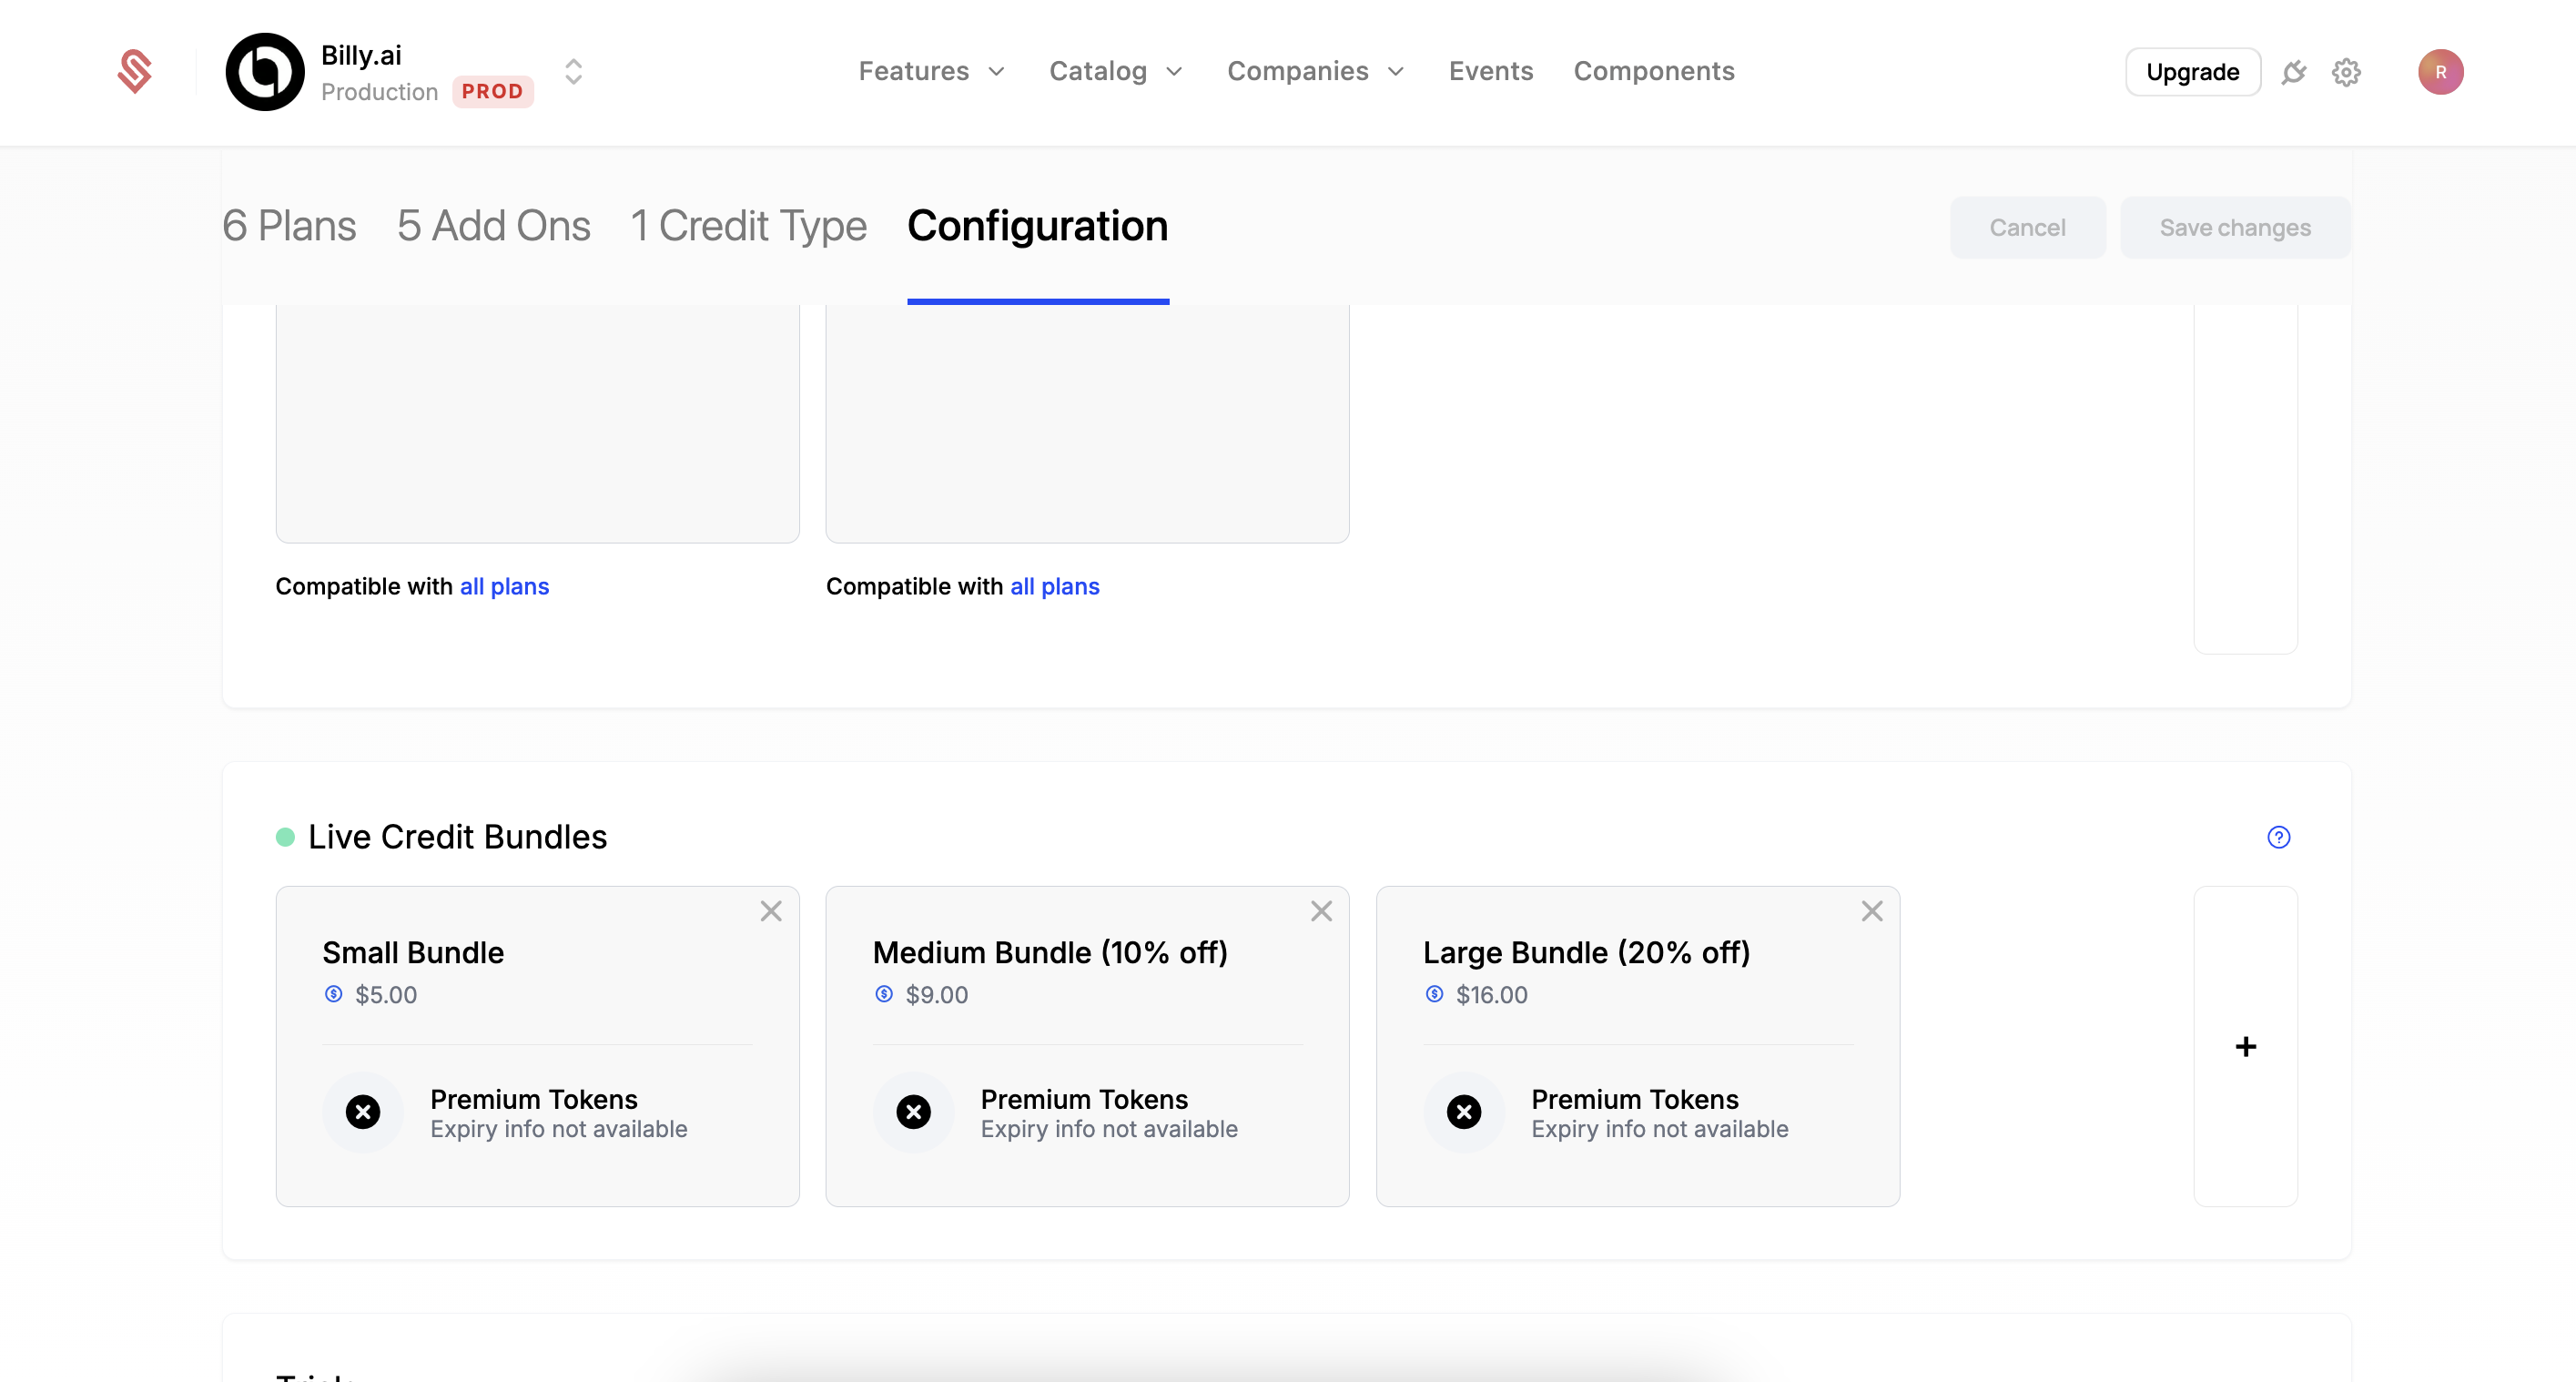 Billy.ai
Production PROD
Features Catalog Companies Events Components
Upgrade
R
6 Plans 5 Add Ons 1 Credit Type Configuration
Cancel Save changes
Compatible with all plans
Compatible with all plans
Live Credit Bundles
?
Small Bundle
$5.00
Premium Tokens
Expiry info not available
Medium Bundle (10% off)
$9.00
Premium Tokens
Expiry info not available
Large Bundle (20% off)
$16.00
Premium Tokens
Expiry info not available
+